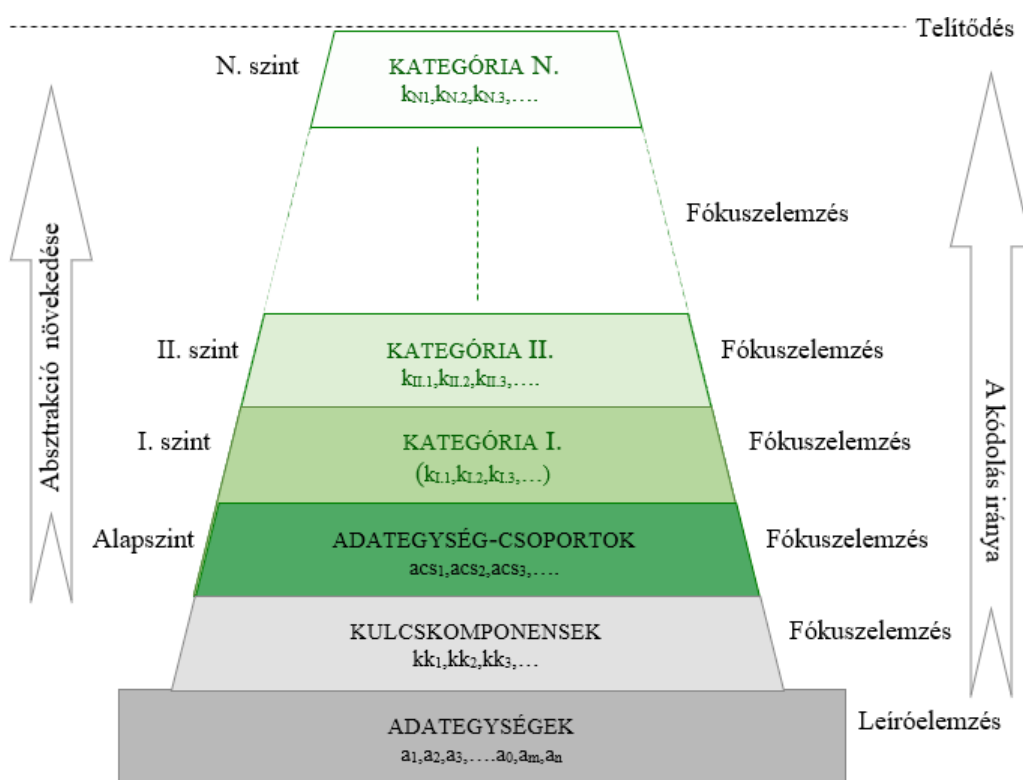 Telítődés
N. szint
KATEGÓRIA N.
kN1,kN.2,kN.3,….
Fókuszelemzés
Absztrakció növekedése
A kódolás iránya
II. szint
KATEGÓRIA II.
kII.1,kII.2,kII.3,….
Fókuszelemzés
I. szint
KATEGÓRIA I.
(kI.1,kI.2,kI.3,…)
Fókuszelemzés
Alapszint
ADATEGYSÉG-CSOPORTOK
acs1,acs2,acs3,….
Fókuszelemzés
KULCSKOMPONENSEK
kk1,kk2,kk3,…
Fókuszelemzés
ADATEGYSÉGEK
a1,a2,a3,….a0,am,an
Leíróelemzés